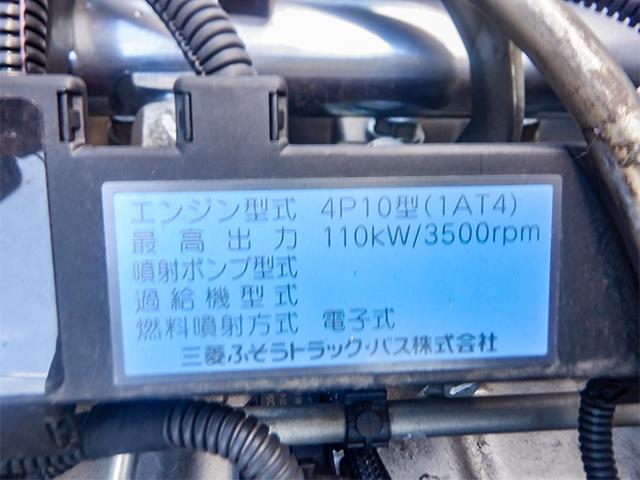 エンジン型式 4P10型(1AT4)
最高出力 110kW/3500rpm
噴射ポンプ型式
過給機型式
燃料噴射方式 電子式
三菱ふそうトラック・バス株式会社